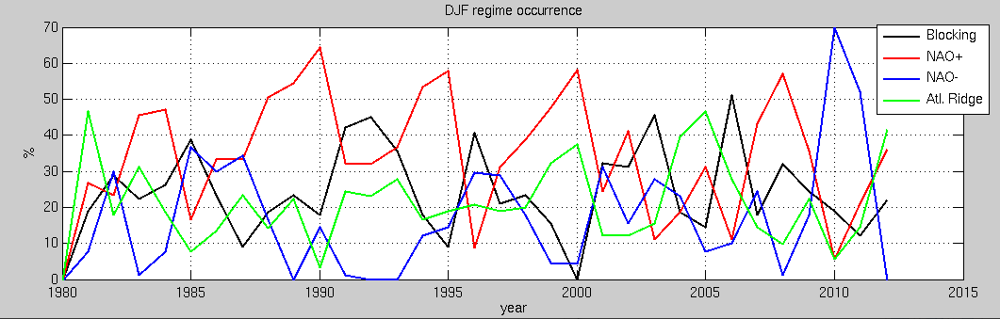 DJF regime occurrence
70
60
50
40
30
20
10
0
%
1980 1985 1990 1995 2000 2005 2010 2015
year
Blocking
NAO+
NAO-
Atl. Ridge